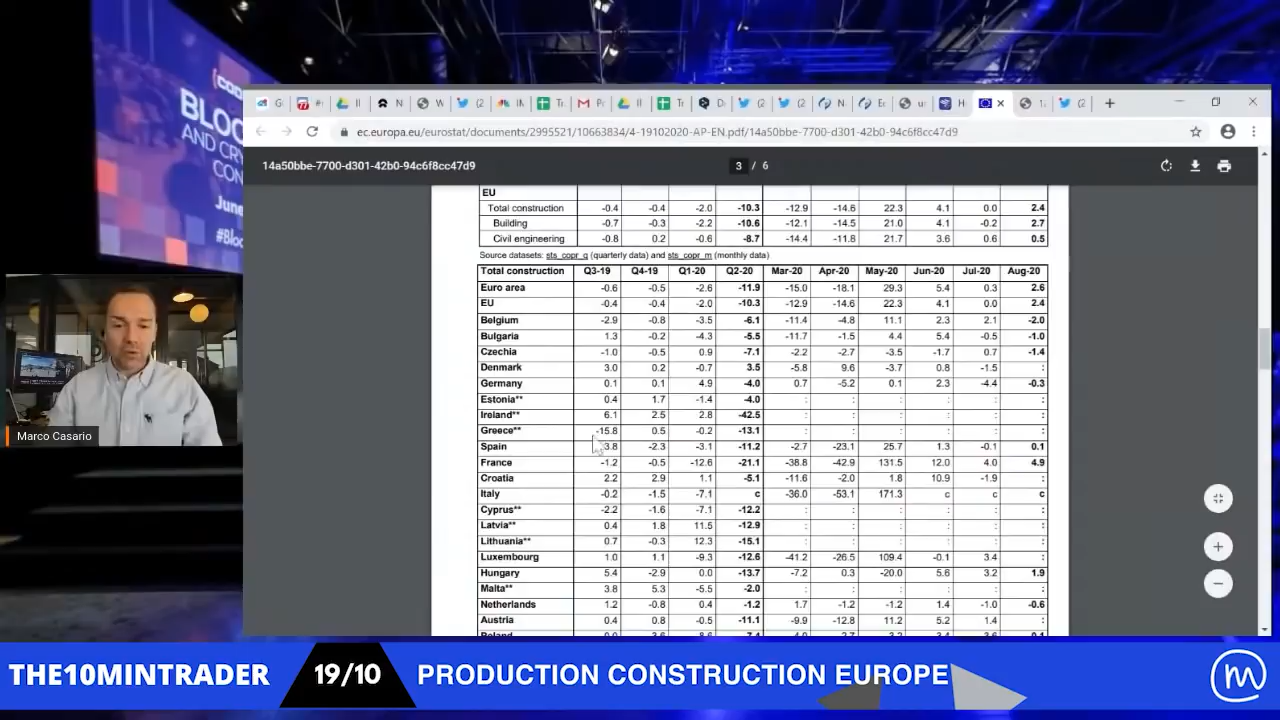 BLOC
AND CRY
CON
June
#Blo
ec.europa.eu/eurostat/documents/2995521/10663834/4-19102020-AP-EN.pdf/14a50bbe-7700-d301-42b0-94c6f8cc47d9
14a50bbe-7700-d301-42b0-94c6f8cc47d9 3 / 6
EU
Total construction -0.4 -0.4 -2.0 -10.3 -12.9 -14.6 22.3 4.1 0.0 2.4
Building -0.7 -0.3 -2.2 -10.6 -12.1 -14.5 21.0 4.1 -0.2 2.7
Civil engineering -0.8 0.2 -0.6 -8.7 -14.4 -11.8 21.7 3.6 0.6 0.5
Source datasets: sts_copr_q (quarterly data) and sts_copr_m (monthly data)
Total construction Q3-19 Q4-19 Q1-20 Q2-20 Mar-20 Apr-20 May-20 Jun-20 Jul-20 Aug-20
Euro area -0.6 -0.5 -2.6 -11.9 -15.0 -18.1 29.3 5.4 0.3 2.6
EU -0.4 -0.4 -2.0 -10.3 -12.9 -14.6 22.3 4.1 0.0 2.4
Belgium -2.9 -0.8 -3.5 -6.1 -11.4 -4.8 11.1 2.3 2.1 -2.0
Bulgaria 1.3 -0.2 -4.3 -5.5 -11.7 -1.5 4.4 5.4 -0.5 -1.0
Czechia -1.0 -0.5 0.9 -7.1 -2.2 -2.7 -3.5 -1.7 0.7 -1.4
Denmark 3.0 0.2 -0.7 3.5 -5.8 9.6 -3.7 0.8 -1.5 :
Germany 0.1 0.1 4.9 -4.0 0.7 -5.2 0.1 2.3 -4.4 -0.3
Estonia** 0.4 1.7 -1.4 -4.0 : : : : : :
Ireland** 6.1 2.5 2.8 -42.5 : : : : : :
Greece** -15.8 0.5 -0.2 -13.1 : : : : : :
Spain 3.8 -2.3 -3.1 -11.2 -2.7 -23.1 25.7 1.3 -0.1 0.1
France -1.2 -0.5 -12.6 -21.1 -38.8 -42.9 131.5 12.0 4.0 4.9
Croatia 2.2 2.9 1.1 -5.1 -11.6 -2.0 1.8 10.9 -1.9 :
Italy -0.2 -1.5 -7.1 c -36.0 -53.1 171.3 c c c
Cyprus** -2.2 -1.6 -7.1 -12.2 : : : : : :
Latvia** 0.4 1.8 11.5 -12.9 : : : : : :
Lithuania** 0.7 -0.3 12.3 -15.1 : : : : : :
Luxembourg 1.0 1.1 -9.3 -12.6 -41.2 -26.5 109.4 -0.1 3.4 :
Hungary 5.4 -2.9 0.0 -13.7 -7.2 0.3 -20.0 5.6 3.2 1.9
Malta** 3.8 5.3 -5.5 -2.0 : : : : : :
Netherlands 1.2 -0.8 0.4 -1.2 1.7 -1.2 -1.2 1.4 -1.0 -0.6
Austria 0.4 0.8 -0.5 -11.1 -9.9 -12.8 11.2 5.2 1.4 :
Marco Casario
THE10MINTRADER 19/10 PRODUCTION CONSTRUCTION EUROPE